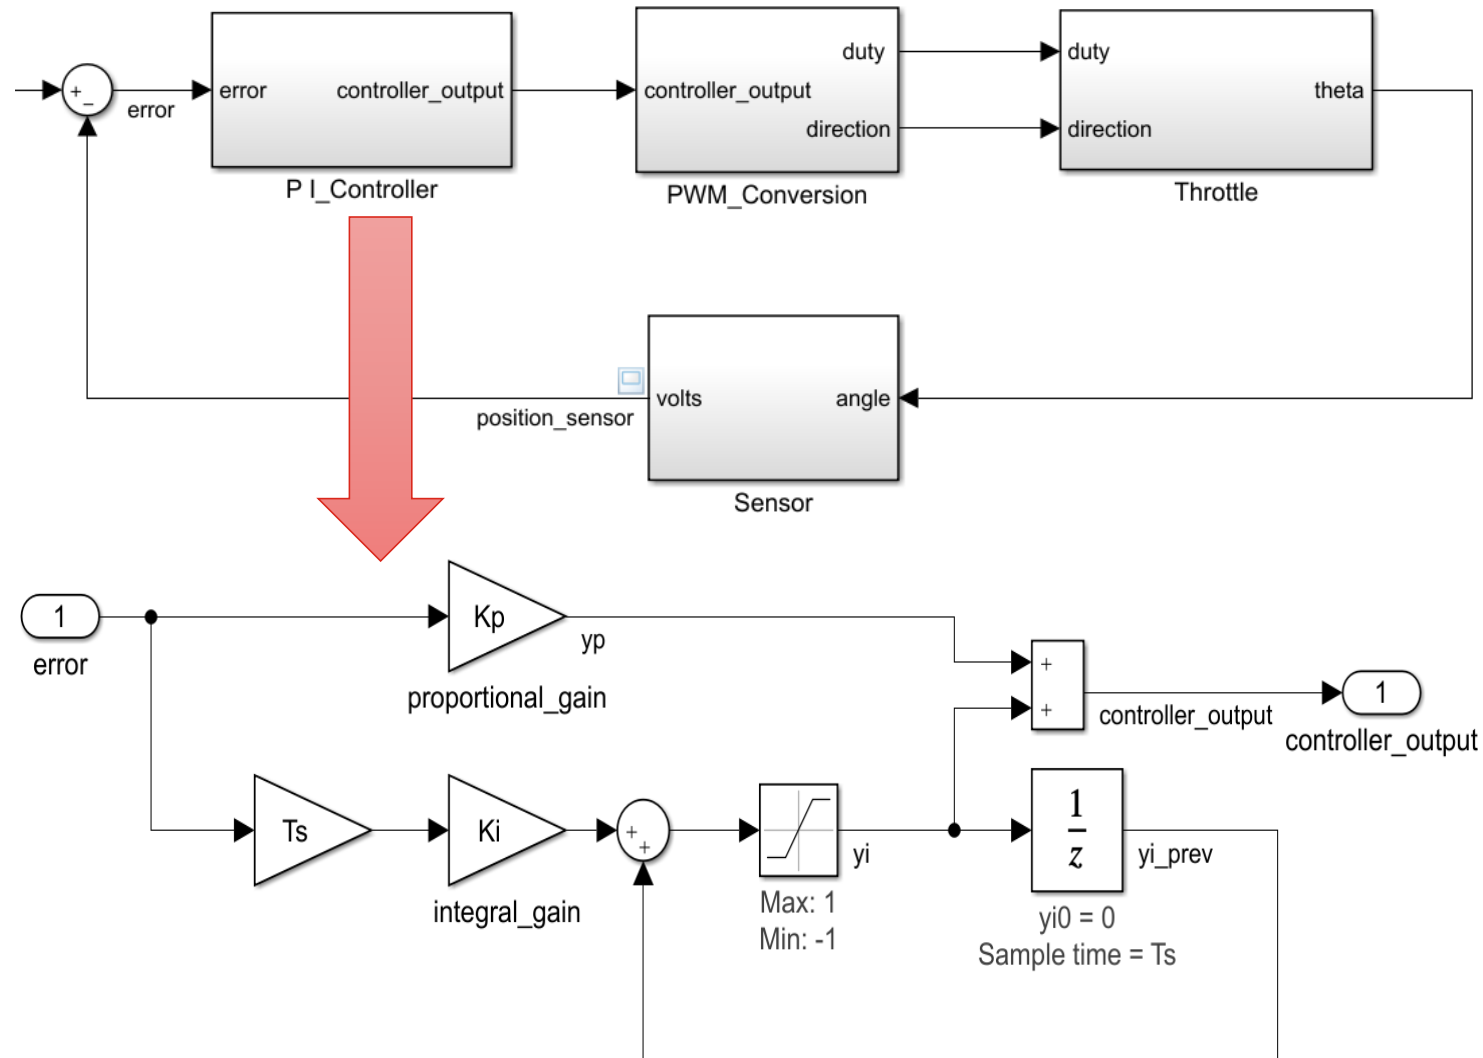 duty
duty
+
−
error
error
controller_output
controller_output
theta
direction
direction
P I_Controller
PWM_Conversion
Throttle
volts
angle
position_sensor
Sensor
1
error
Kp
yp
proportional_gain
+
+
controller_output
1
controller_output
Ts
Ki
integral_gain
+
+
yi
Max: 1
Min: -1
1
z
yi_prev
yi0 = 0
Sample time = Ts